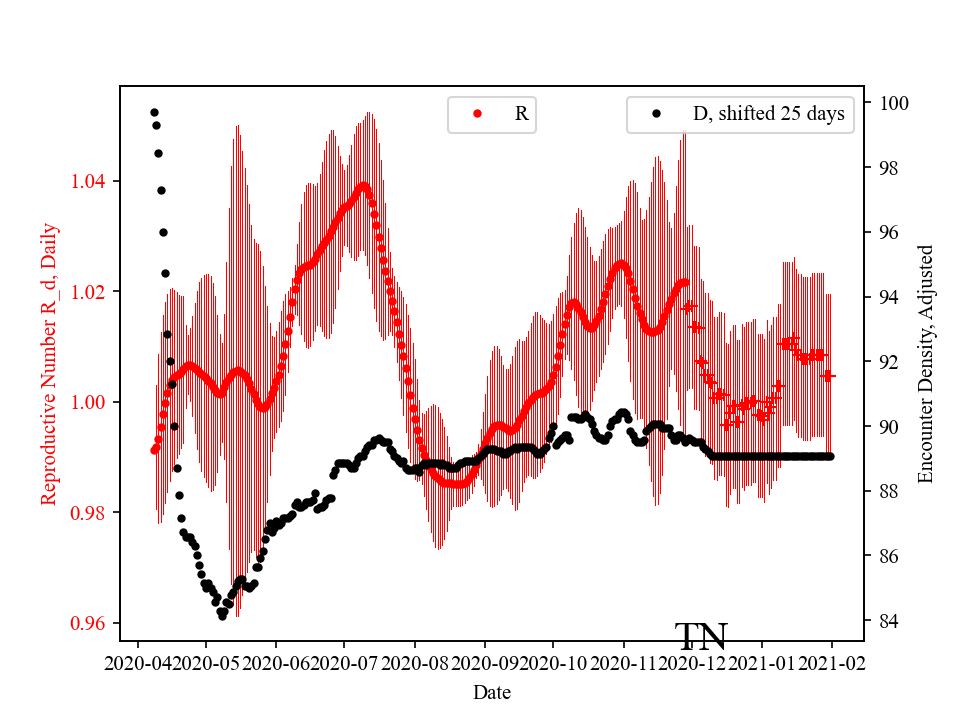 R
D, shifted 25 days
Reproductive Number R_d, Daily
1.04
1.02
1.00
0.98
0.96
100
98
96
94
92
90
88
86
84
Encounter Density, Adjusted
TN
2020-04 2020-05 2020-06 2020-07 2020-08 2020-09 2020-10 2020-11 2020-12 2021-01 2021-02
Date